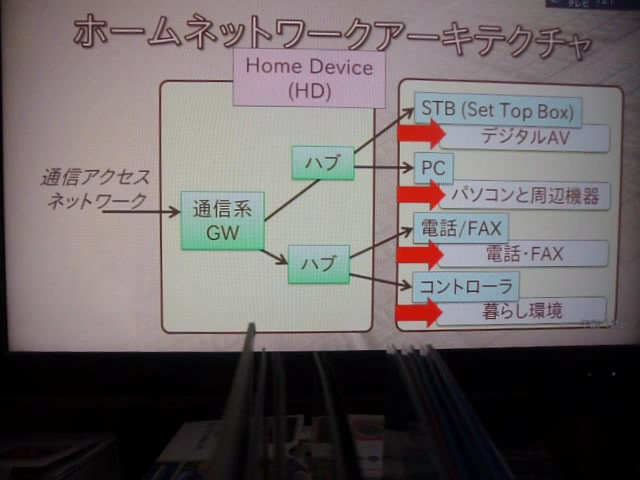 テレビ
ホームネットワークアーキテクチャ
Home Device
(HD)
通信アクセス
ネットワーク
通信系
GW
ハブ
ハブ
STB (Set Top Box)
デジタルAV
PC
パソコンと周辺機器
電話/FAX
電話・FAX
コントローラ
暮らし環境